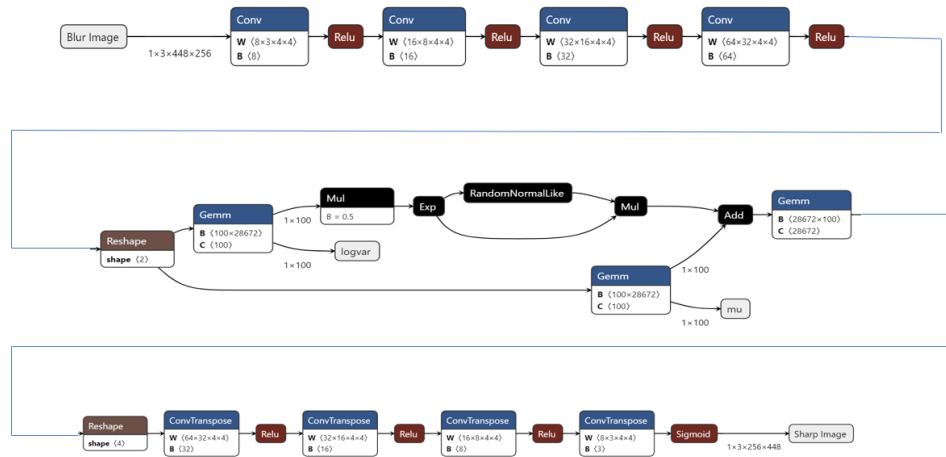 Blur Image
1×3×448×256
Conv
W ⟨8×3×4×4⟩
B ⟨8⟩
Relu
Conv
W ⟨16×8×4×4⟩
B ⟨16⟩
Relu
Conv
W ⟨32×16×4×4⟩
B ⟨32⟩
Relu
Conv
W ⟨64×32×4×4⟩
B ⟨64⟩
Relu
Reshape
shape ⟨2⟩
Gemm
B ⟨100×28672⟩
C ⟨100⟩
1×100
1×100
Mul
B = 0.5
logvar
Exp
RandomNormalLike
Mul
Gemm
B ⟨100×28672⟩
C ⟨100⟩
1×100
1×100
mu
Add
Gemm
B ⟨28672×100⟩
C ⟨28672⟩
Reshape
shape ⟨4⟩
ConvTranspose
W ⟨64×32×4×4⟩
B ⟨32⟩
Relu
ConvTranspose
W ⟨32×16×4×4⟩
B ⟨16⟩
Relu
ConvTranspose
W ⟨16×8×4×4⟩
B ⟨8⟩
Relu
ConvTranspose
W ⟨8×3×4×4⟩
B ⟨3⟩
Sigmoid
1×3×256×448
Sharp Image